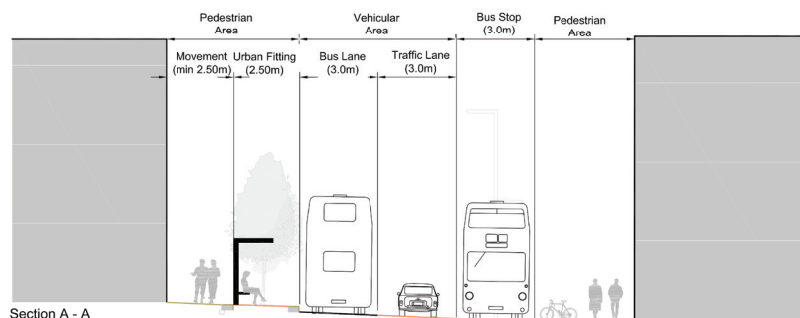 Pedestrian
Area
Vehicular
Area
Bus Stop
(3.0m)
Pedestrian
Area
Movement
(min 2.50m)
Urban Fitting
(2.50m)
Bus Lane
(3.0m)
Traffic Lane
(3.0m)
Section A - A